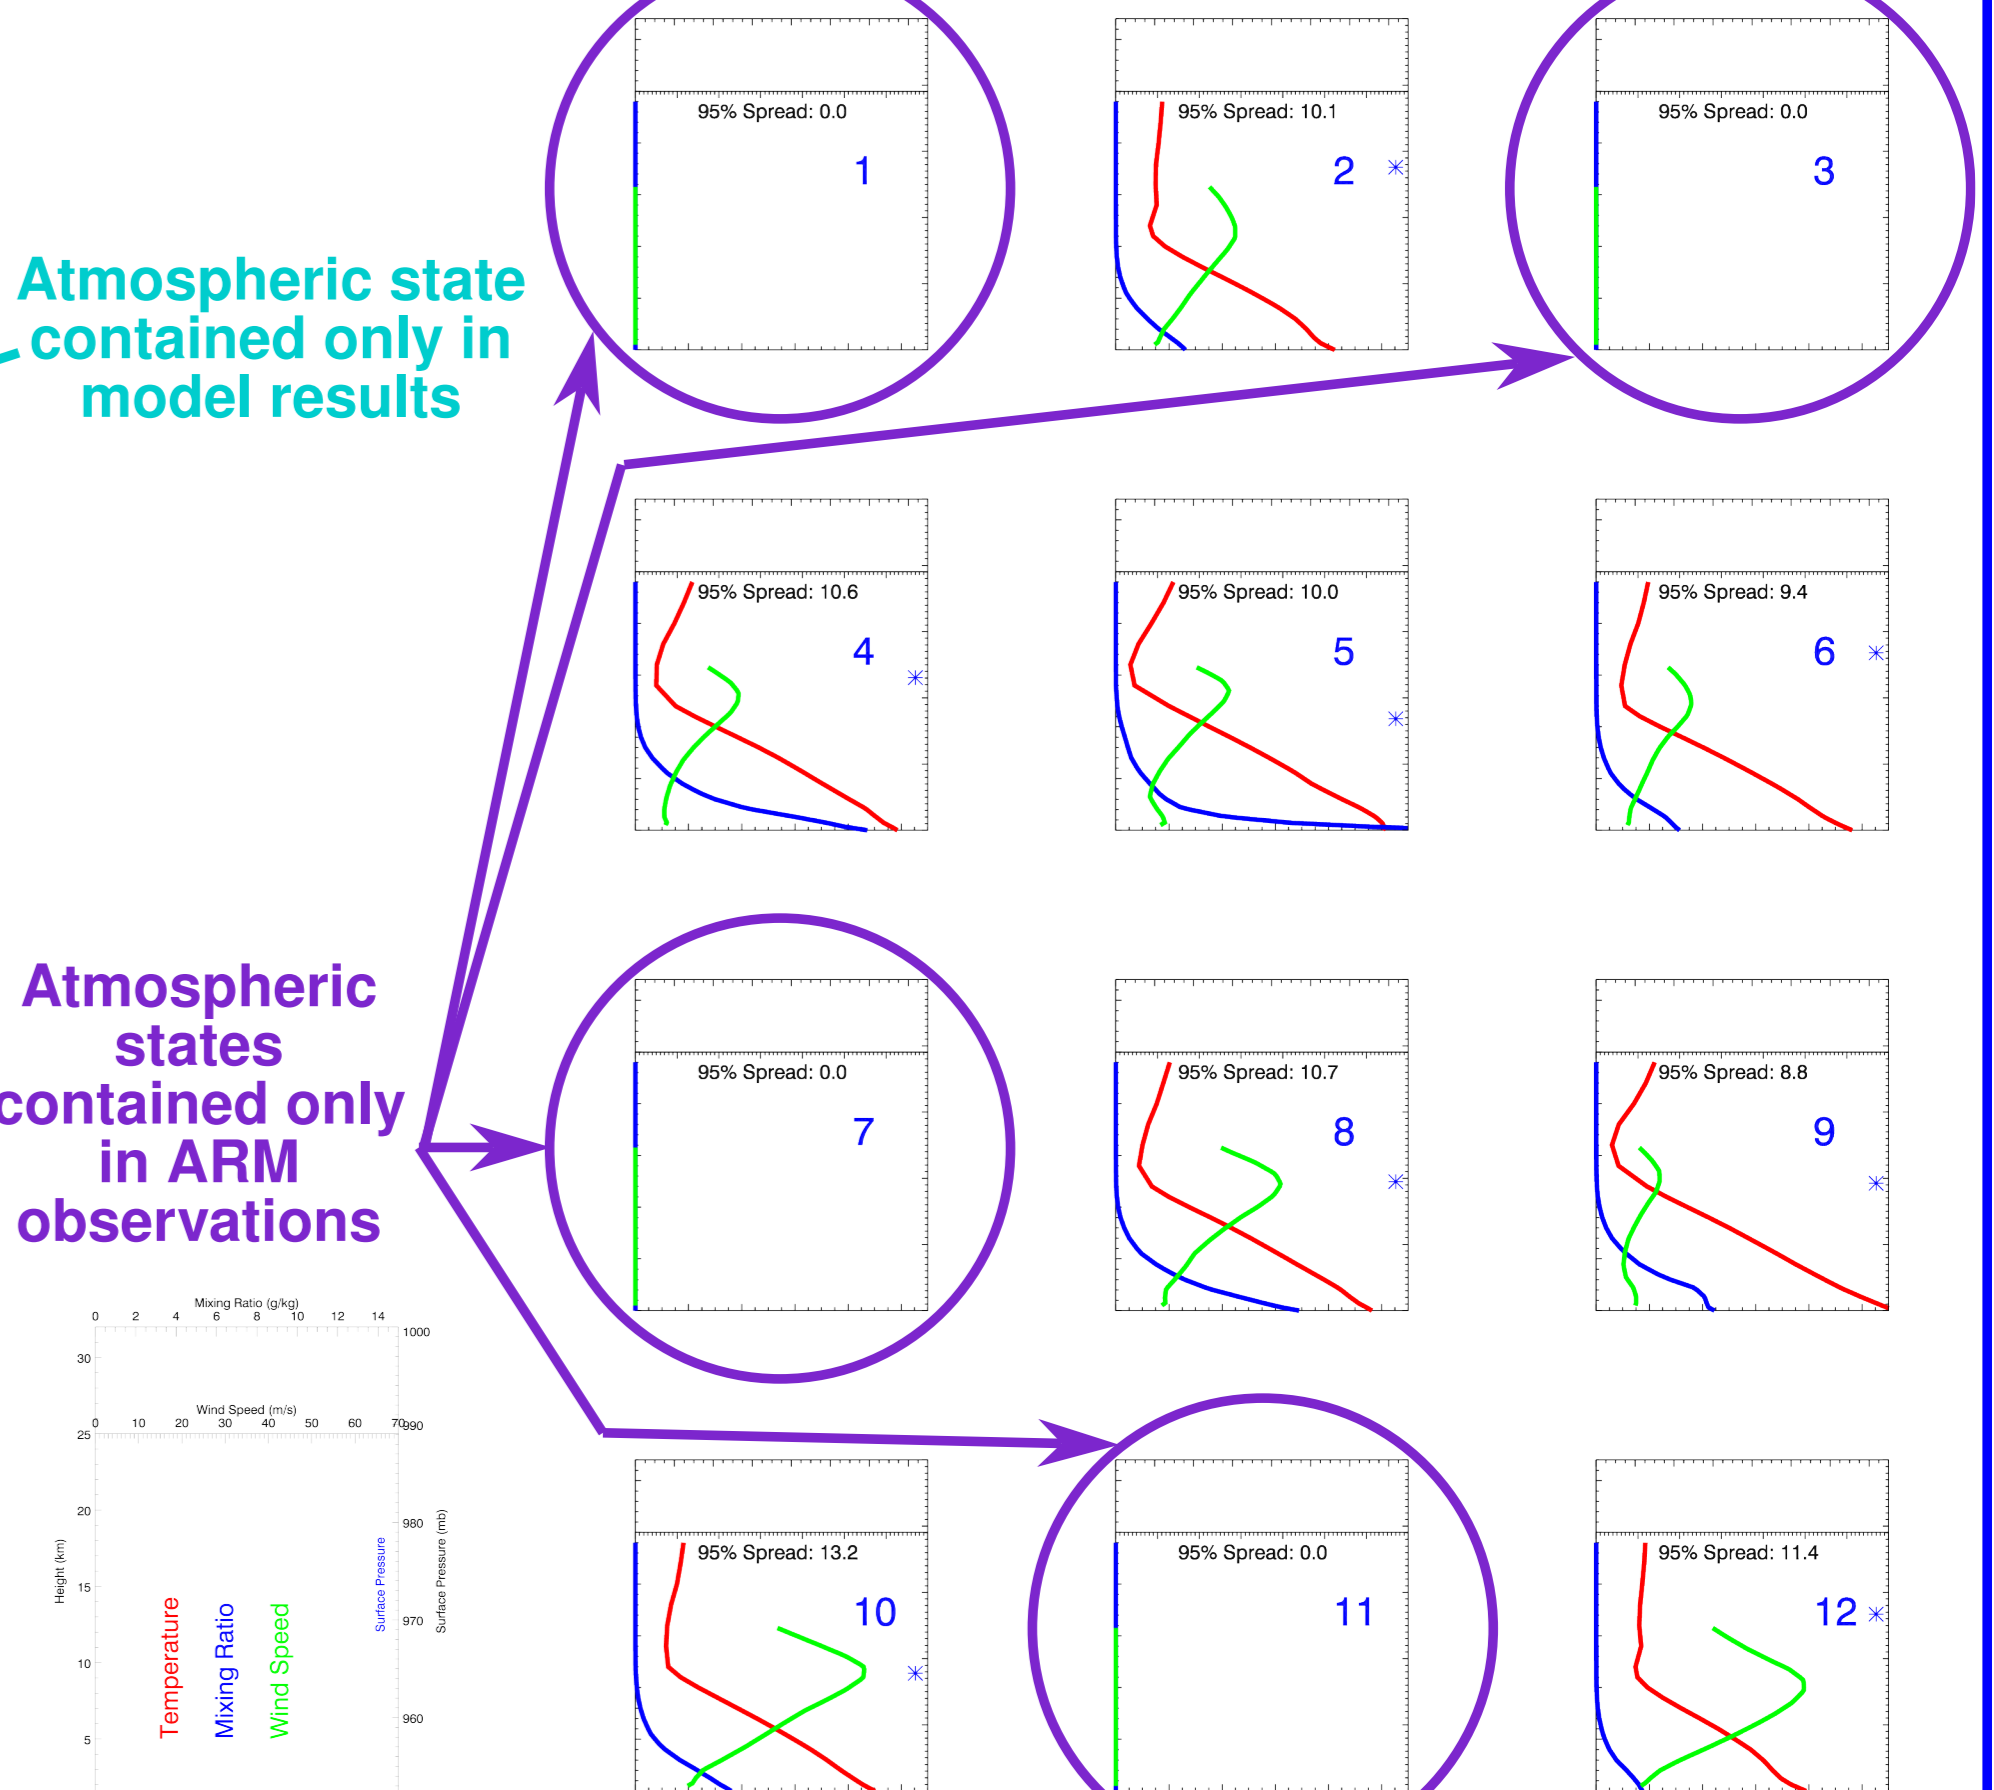 95% Spread: 0.0
1
95% Spread: 10.1
2
95% Spread: 0.0
3
Atmospheric state
contained only in
model results
95% Spread: 10.6
4
95% Spread: 10.0
5
95% Spread: 9.4
6
Atmospheric
states
contained only
in ARM
observations
95% Spread: 0.0
7
95% Spread: 10.7
8
95% Spread: 8.8
9
Mixing Ratio (g/kg)
0 2 4 6 8 10 12 14
1000
30
Wind Speed (m/s)
0 10 20 30 40 50 60 70
990
25
20
980
15
970
10
960
5
Height (km)
Temperature
Mixing Ratio
Wind Speed
Surface Pressure
Surface Pressure (mb)
95% Spread: 13.2
10
95% Spread: 0.0
11
95% Spread: 11.4
12